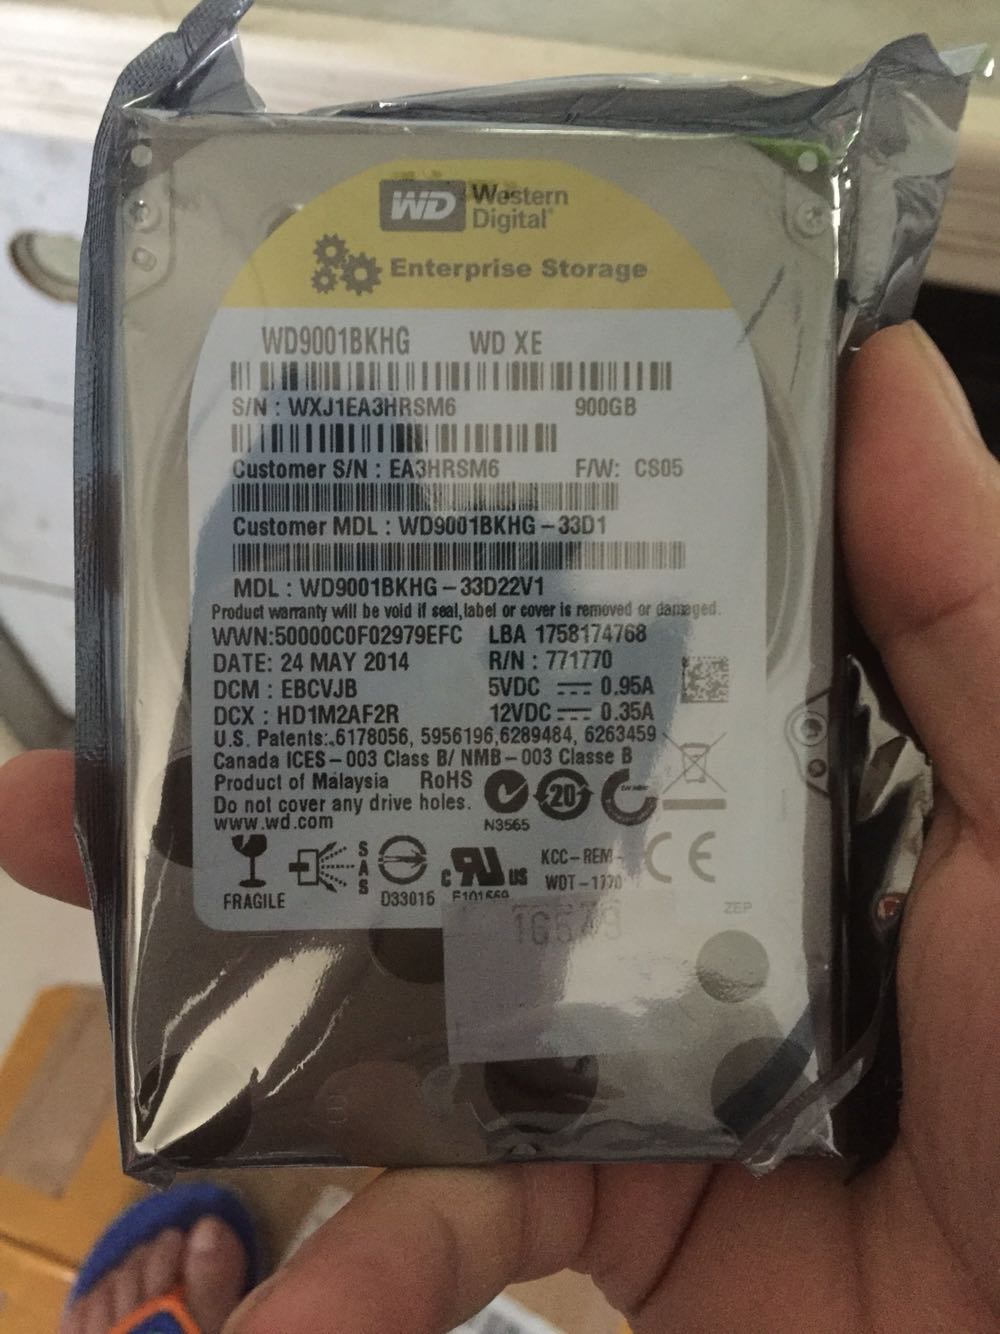 WD Western Digital®
Enterprise Storage
WD9001BKHG WD XE
S/N : WXJ1EA3HRSM6 900GB
Customer S/N : EA3HRSM6 F/W: CS05
Customer MDL : WD9001BKHG-33D1
MDL : WD9001BKHG-33D22V1
Product warranty will be void if seal,label or cover is removed or damaged.
WWN:50000C0F02979EFC LBA 1758174768
DATE: 24 MAY 2014 R/N : 771770
DCM : EBCVJB 5VDC 0.95A
DCX : HD1M2AF2R 12VDC 0.35A
U.S. Patents:.6178056, 5956196,6289484, 6263459
Canada ICES-003 Class B/ NMB-003 Classe B
Product of Malaysia RoHS
Do not cover any drive holes.
20
www.wd.com N3565
SAS
c UR US KCC-REM- CE
WDT-1770
FRAGILE D33016 E101559
ZEP